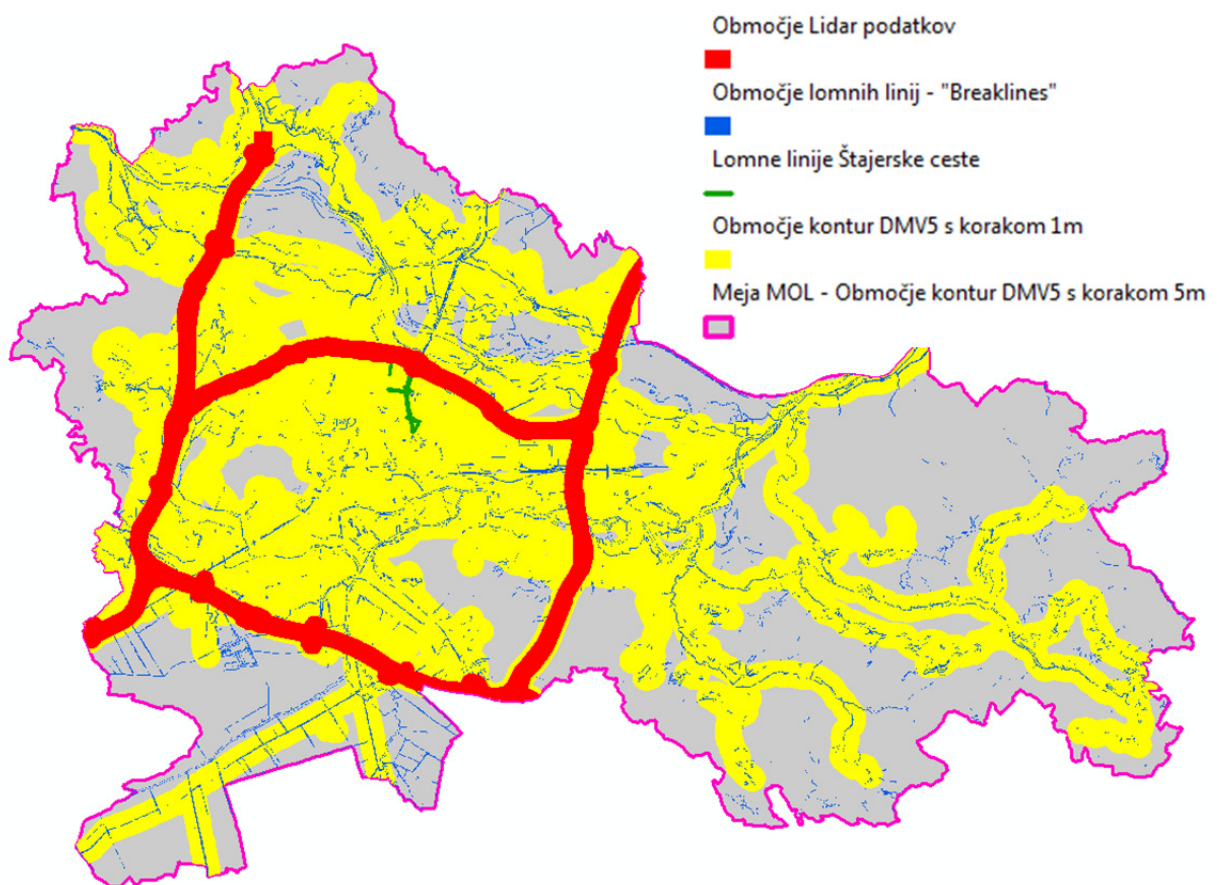 Območje Lidar podatkov
Območje lomnih linij - "Breaklines"
Lomne linije Štajerske ceste
Območje kontur DMV5 s korakom 1m
Meja MOL - Območje kontur DMV5 s korakom 5m